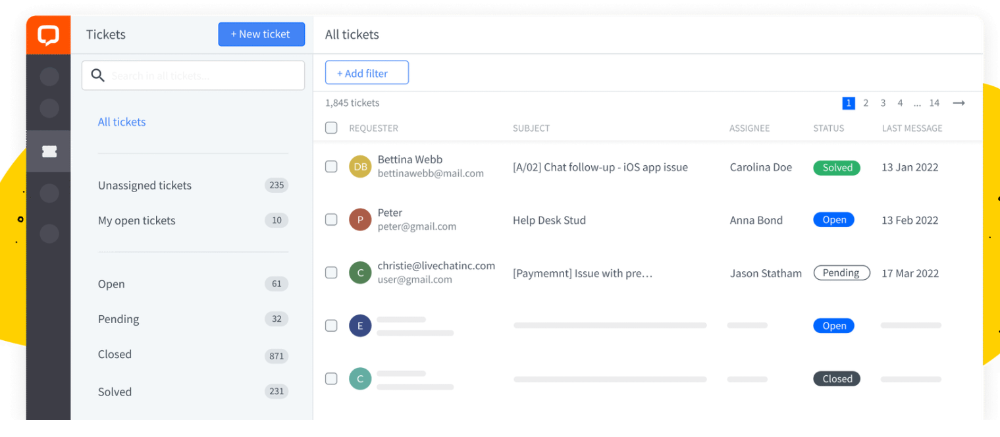 Tickets
+ New ticket
Search in all tickets...
All tickets
Unassigned tickets 235
My open tickets 10
Open 61
Pending 32
Closed 871
Solved 231
All tickets
+ Add filter
1,845 tickets 1 2 3 4 ... 14 →
REQUESTER SUBJECT ASSIGNEE STATUS LAST MESSAGE
DB Bettina Webb
bettinawebb@mail.com
[A/02] Chat follow-up - iOS app issue Carolina Doe Solved 13 Jan 2022
P Peter
peter@gmail.com
Help Desk Stud Anna Bond Open 13 Feb 2022
C christie@livechatinc.com
user@gmail.com
[Paymemnt] Issue with pre... Jason Statham Pending 17 Mar 2022
E Open
C Closed